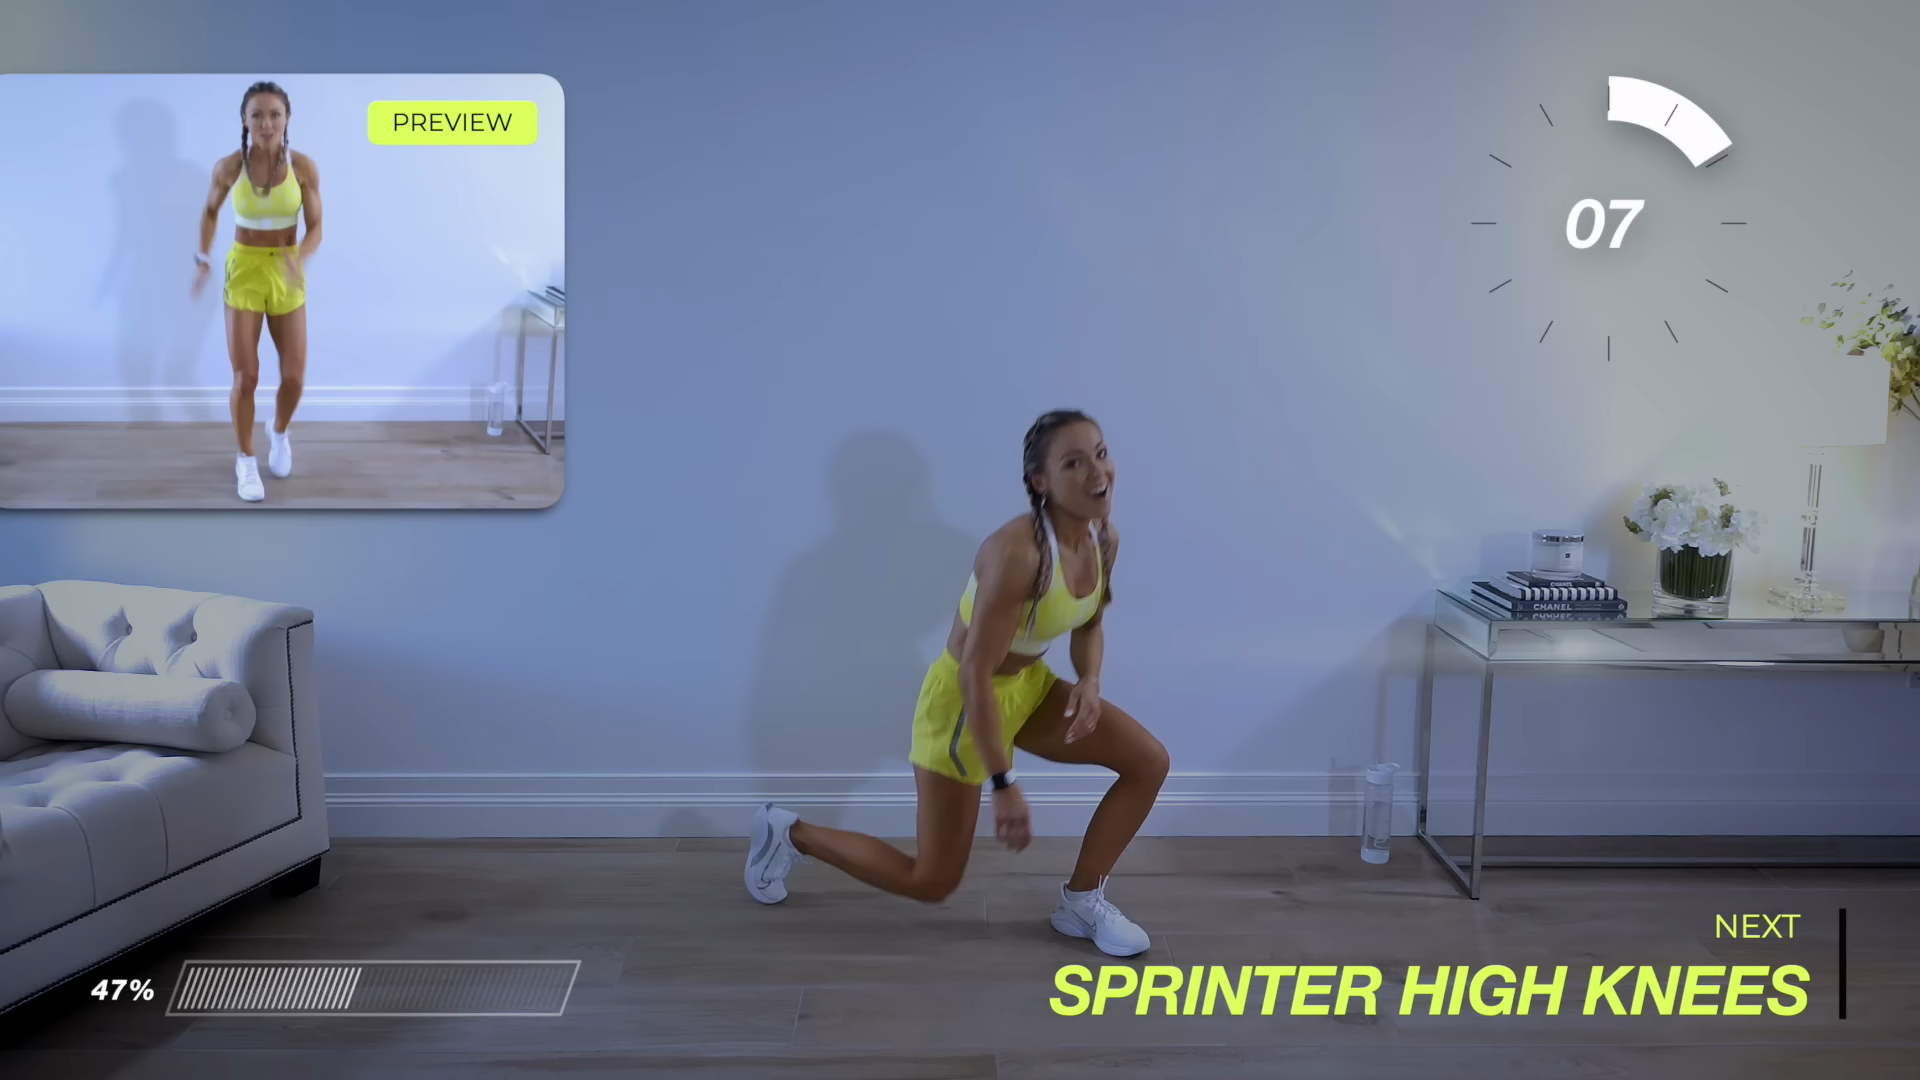 PREVIEW
07
CHANEL
CHANEL
47%
NEXT
SPRINTER HIGH KNEES